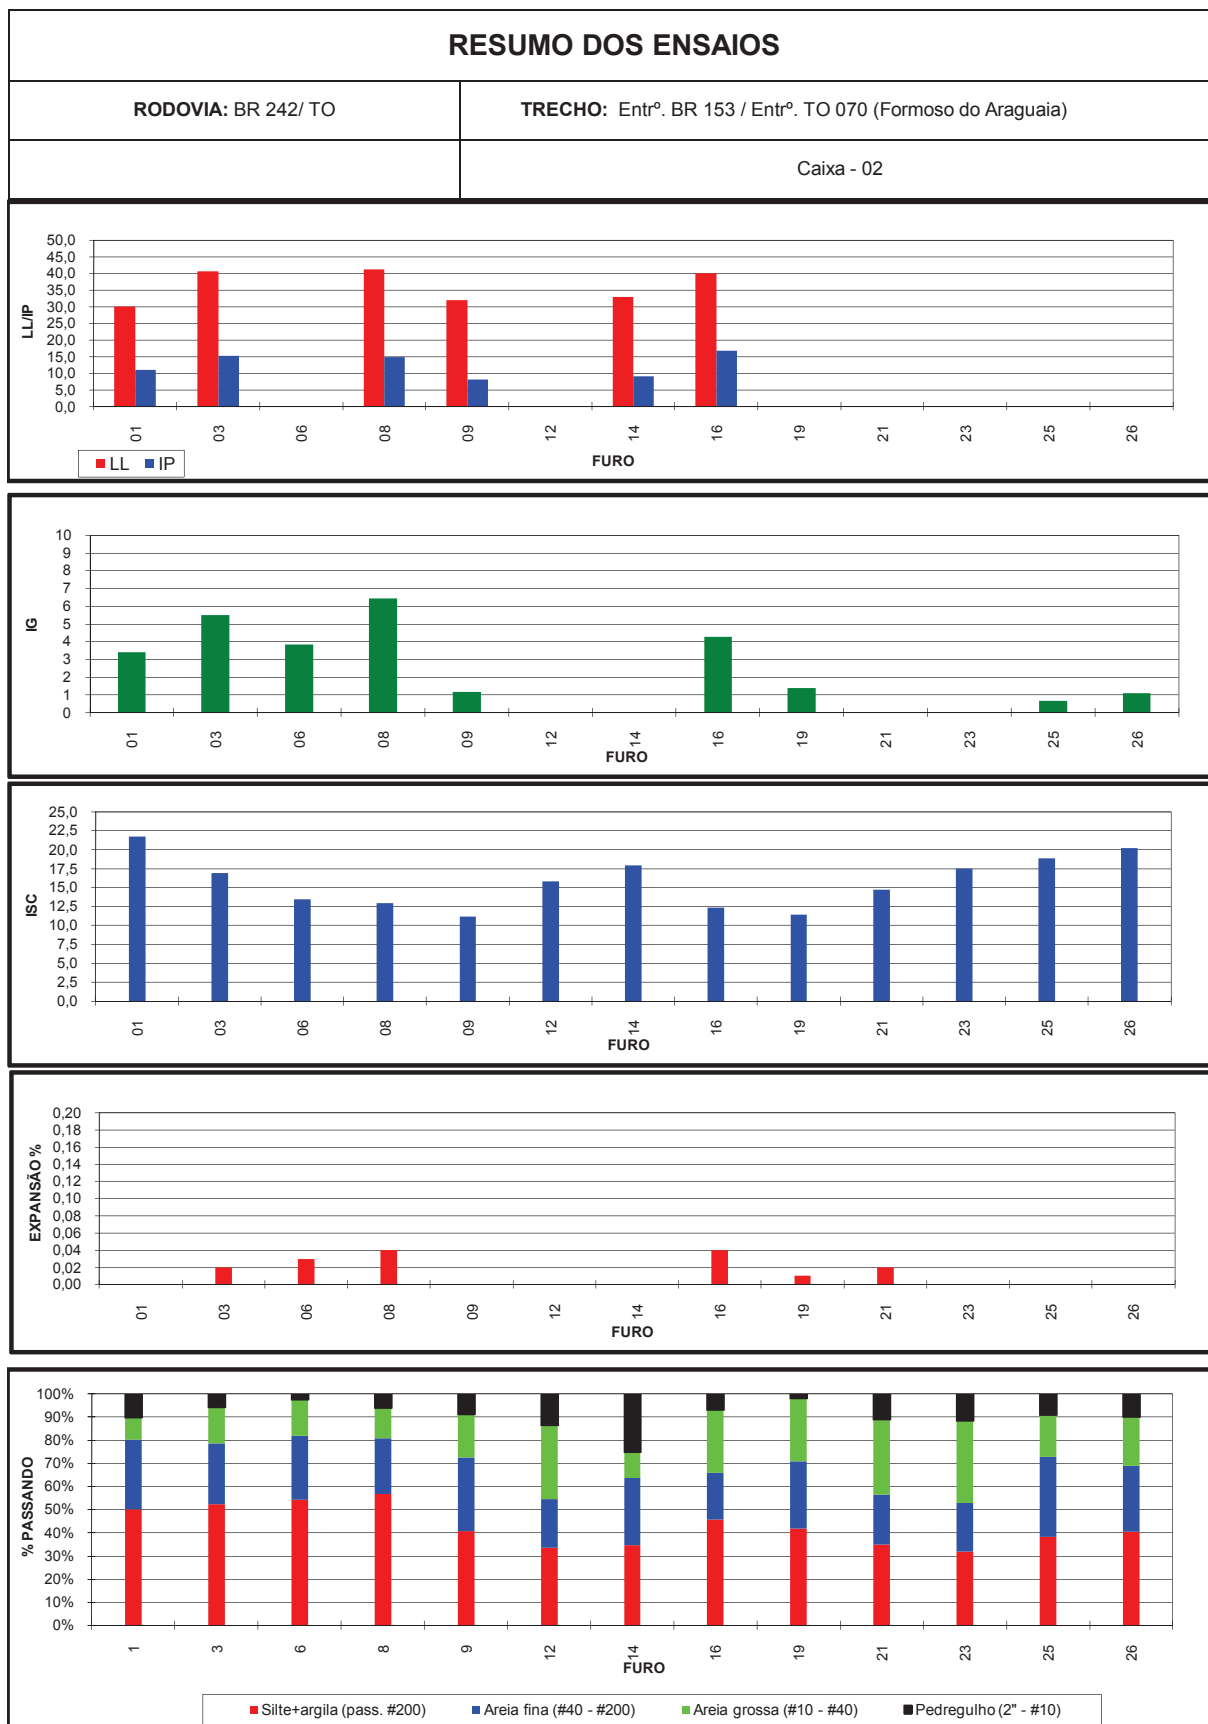 RESUMO DOS ENSAIOS
RODOVIA: BR 242/ TO
TRECHO: Entrº. BR 153 / Entrº. TO 070 (Formoso do Araguaia)
Caixa - 02
LL/IP
50,0
45,0
40,0
35,0
30,0
25,0
20,0
15,0
10,0
5,0
0,0
01 03 06 08 09 12 14 16 19 21 23 25 26
FURO
LL IP
IG
10
9
8
7
6
5
4
3
2
1
0
01 03 06 08 09 12 14 16 19 21 23 25 26
FURO
ISC
25,0
22,5
20,0
17,5
15,0
12,5
10,0
7,5
5,0
2,5
0,0
01 03 06 08 09 12 14 16 19 21 23 25 26
FURO
EXPANSÃO %
0,20
0,18
0,16
0,14
0,12
0,10
0,08
0,06
0,04
0,02
0,00
01 03 06 08 09 12 14 16 19 21 23 25 26
FURO
% PASSANDO
100%
90%
80%
70%
60%
50%
40%
30%
20%
10%
0%
1 3 6 8 9 12 14 16 19 21 23 25 26
FURO
Silte+argila (pass. #200) Areia fina (#40 - #200) Areia grossa (#10 - #40) Pedregulho (2" - #10)